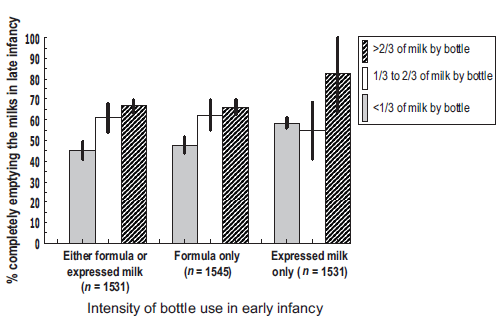 % completely emptying the milks in late infancy
100
90
80
70
60
50
40
30
20
10
0
>2/3 of milk by bottle
1/3 to 2/3 of milk by bottle
<1/3 of milk by bottle
Either formula or
expressed milk
(n = 1531)
Formula only
(n = 1545)
Expressed milk
only (n = 1531)
Intensity of bottle use in early infancy